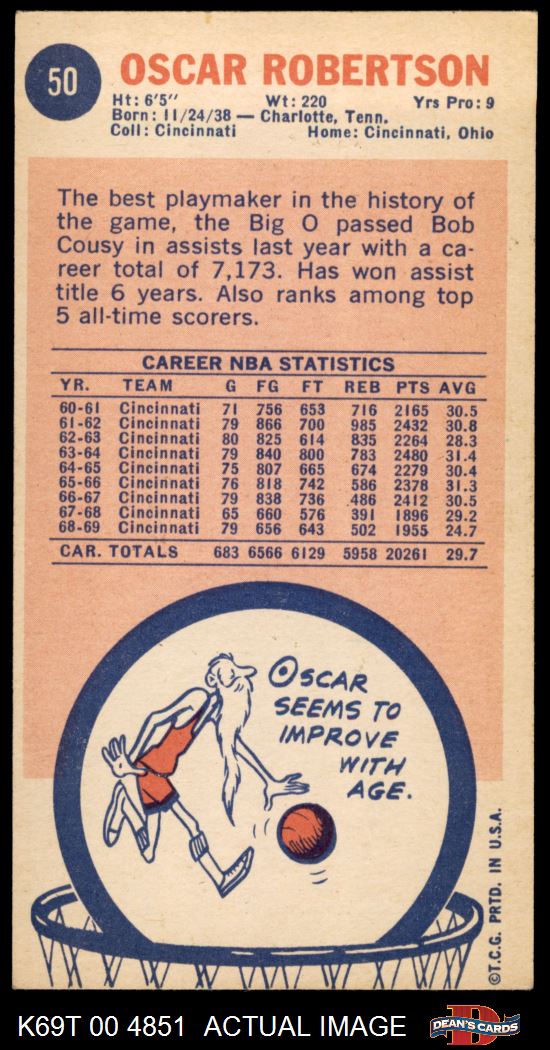 50
OSCAR ROBERTSON
Ht: 6'5" Wt: 220 Yrs Pro: 9
Born: 11/24/38 — Charlotte, Tenn.
Coll: Cincinnati Home: Cincinnati, Ohio
The best playmaker in the history of
the game, the Big O passed Bob
Cousy in assists last year with a ca-
reer total of 7,173. Has won assist
title 6 years. Also ranks among top
5 all-time scorers.
CAREER NBA STATISTICS
YR. TEAM G FG FT REB PTS AVG
60-61 Cincinnati 71 756 653 716 2165 30.5
61-62 Cincinnati 79 866 700 985 2432 30.8
62-63 Cincinnati 80 825 614 835 2264 28.3
63-64 Cincinnati 79 840 800 783 2480 31.4
64-65 Cincinnati 75 807 665 674 2279 30.4
65-66 Cincinnati 76 818 742 586 2378 31.3
66-67 Cincinnati 79 838 736 486 2412 30.5
67-68 Cincinnati 65 660 576 391 1896 29.2
68-69 Cincinnati 79 656 643 502 1955 24.7
CAR. TOTALS 683 6566 6129 5958 20261 29.7
OSCAR
SEEMS TO
IMPROVE
WITH
AGE.
©T.C.G. PRTD. IN U.S.A.
K69T 00 4851 ACTUAL IMAGE
D
DEAN'S CARDS